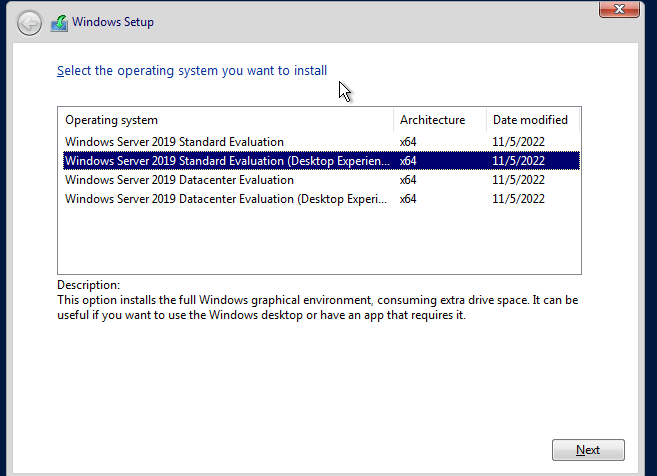 Windows Setup
Select the operating system you want to install
Operating system Architecture Date modified
Windows Server 2019 Standard Evaluation x64 11/5/2022
Windows Server 2019 Standard Evaluation (Desktop Experien... x64 11/5/2022
Windows Server 2019 Datacenter Evaluation x64 11/5/2022
Windows Server 2019 Datacenter Evaluation (Desktop Experi... x64 11/5/2022
Description:
This option installs the full Windows graphical environment, consuming extra drive space. It can be
useful if you want to use the Windows desktop or have an app that requires it.
Next